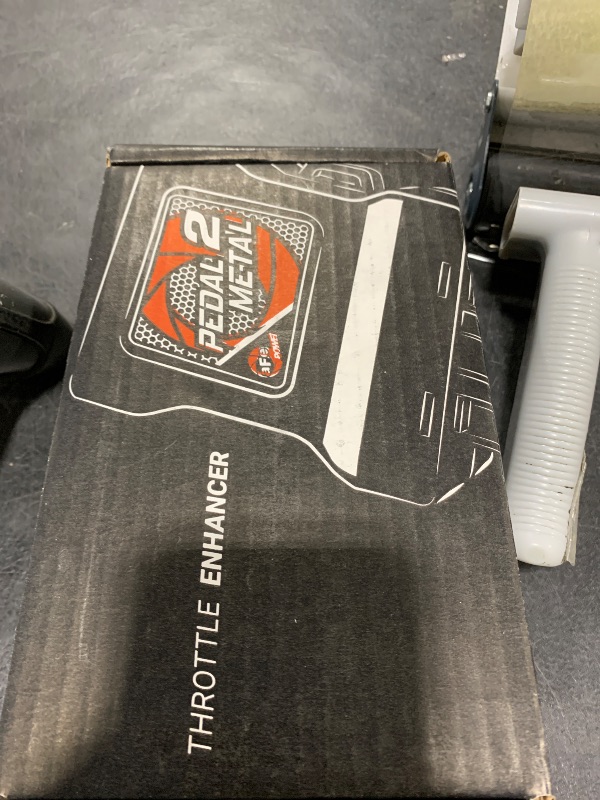 PEDAL 2
METAL
aFe
POWER
THROTTLE ENHANCER